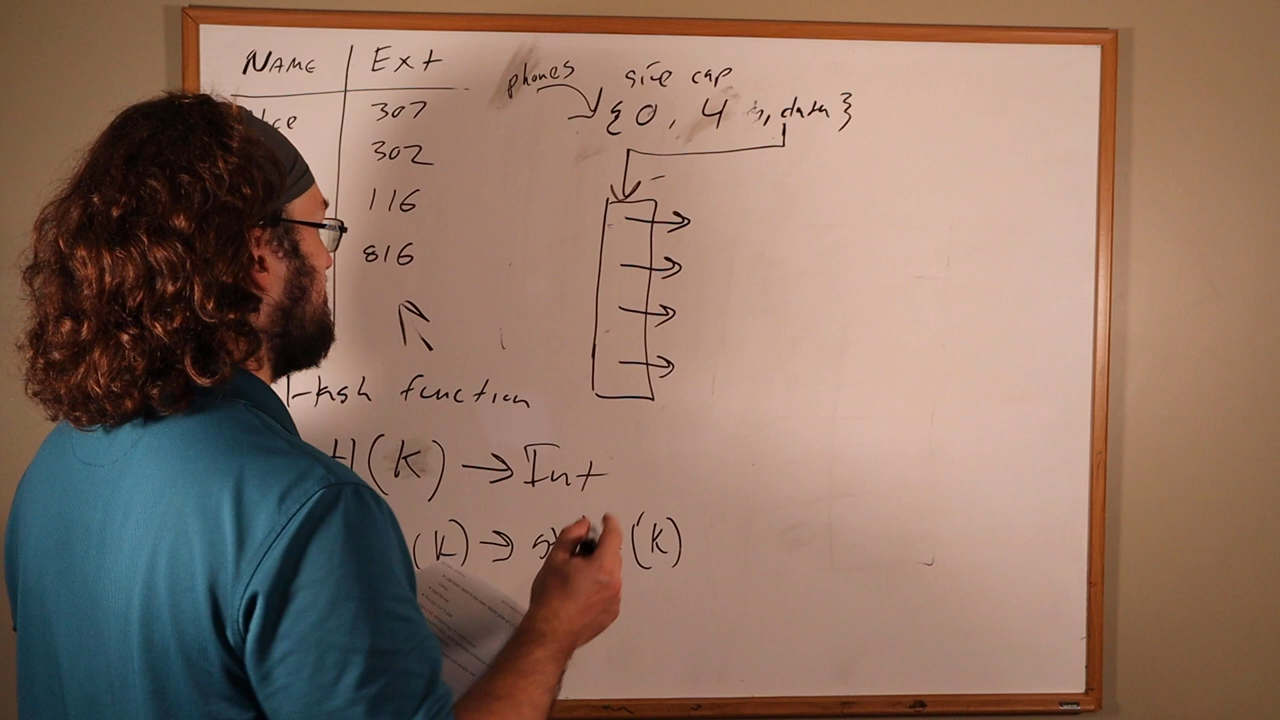 NAME Ext
307
302
116
816
phones size cap
{0, 4, data}
Hash function
H(K) → Int
(K) → (K)